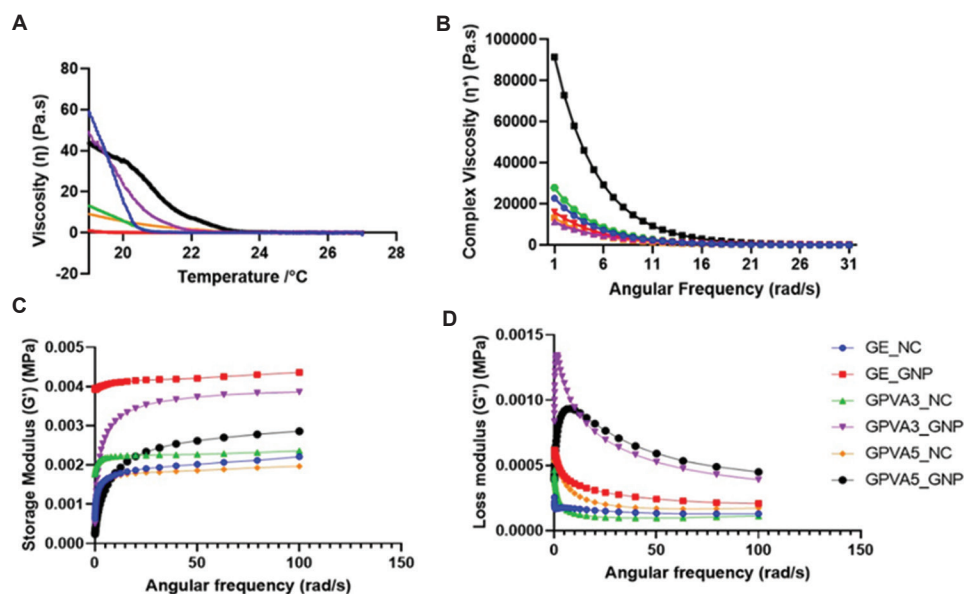 A
80
60
40
20
0
-20
Viscosity (η) (Pa.s)
20
22
24
26
28
Temperature /°C
B
100000
80000
60000
40000
20000
0
Complex Viscosity (η*) (Pa.s)
1
6
11
16
21
26
31
Angular Frequency (rad/s)
C
0.005
0.004
0.003
0.002
0.001
0.000
Storage Modulus (G'') (MPa)
0
50
100
150
Angular frequency (rad/s)
D
0.0015
0.0010
0.0005
0.0000
Loss modulus (G'') (MPa)
0
50
100
150
Angular frequency (rad/s)
GE_NC
GE_GNP
GPVA3_NC
GPVA3_GNP
GPVA5_NC
GPVA5_GNP